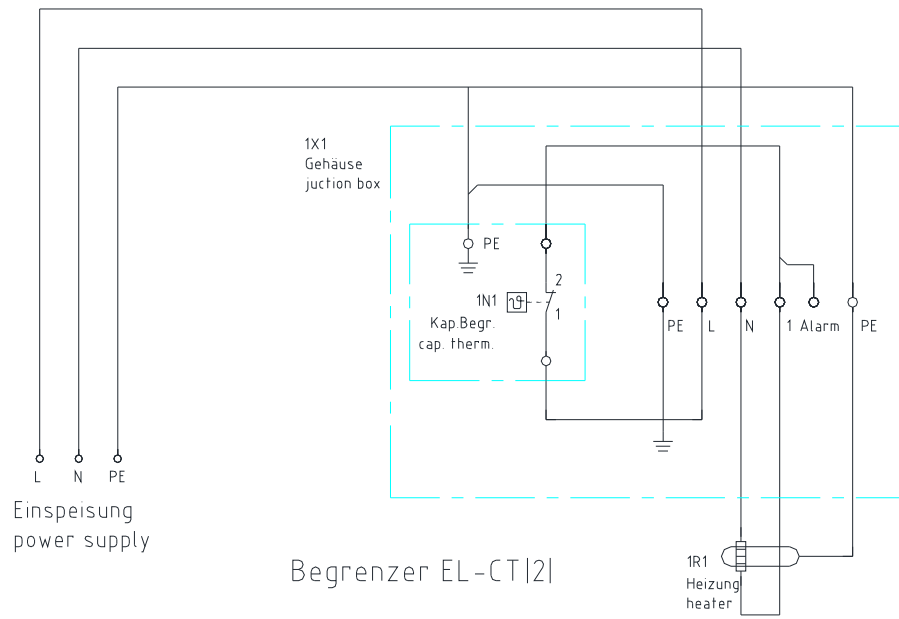 1X1
Gehäuse
juction box
PE
2
1N1
1
Kap.Begr.
cap. therm.
PE
L
N
1
Alarm
PE
L
N
PE
Einspeisung
power supply
Begrenzer EL-CT|2|
1R1
Heizung
heater